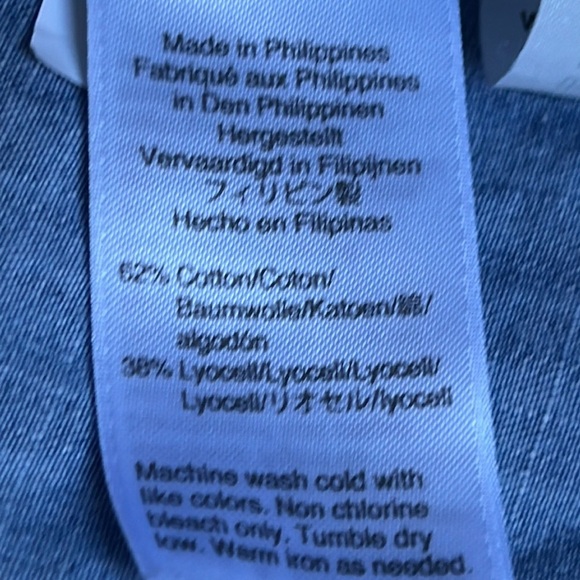 Made in Philippines
Fabriqué aux Philippines
in Den Philippinen
Hergestellt
Vervaardigd in Filipijnen
フィリピン製
Hecho en Filipinas
62% Cotton/Coton/
Baumwolle/Katoen/綿/
algodón
38% Lyocell/Lyocell/Lyocell/
Lyocell/リオセル/lyocell
Machine wash cold with
like colors. Non chlorine
bleach only. Tumble dry
low. Warm iron as needed.